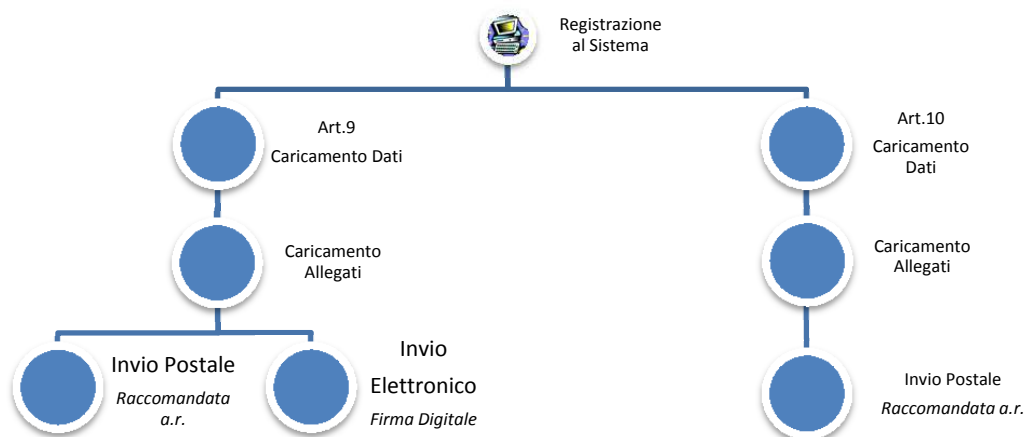 Registrazione
al Sistema
Art.9
Caricamento Dati
Art.10
Caricamento
Dati
Caricamento
Allegati
Caricamento
Allegati
Invio Postale
Raccomandata
a.r.
Invio
Elettronico
Firma Digitale
Invio Postale
Raccomandata a.r.